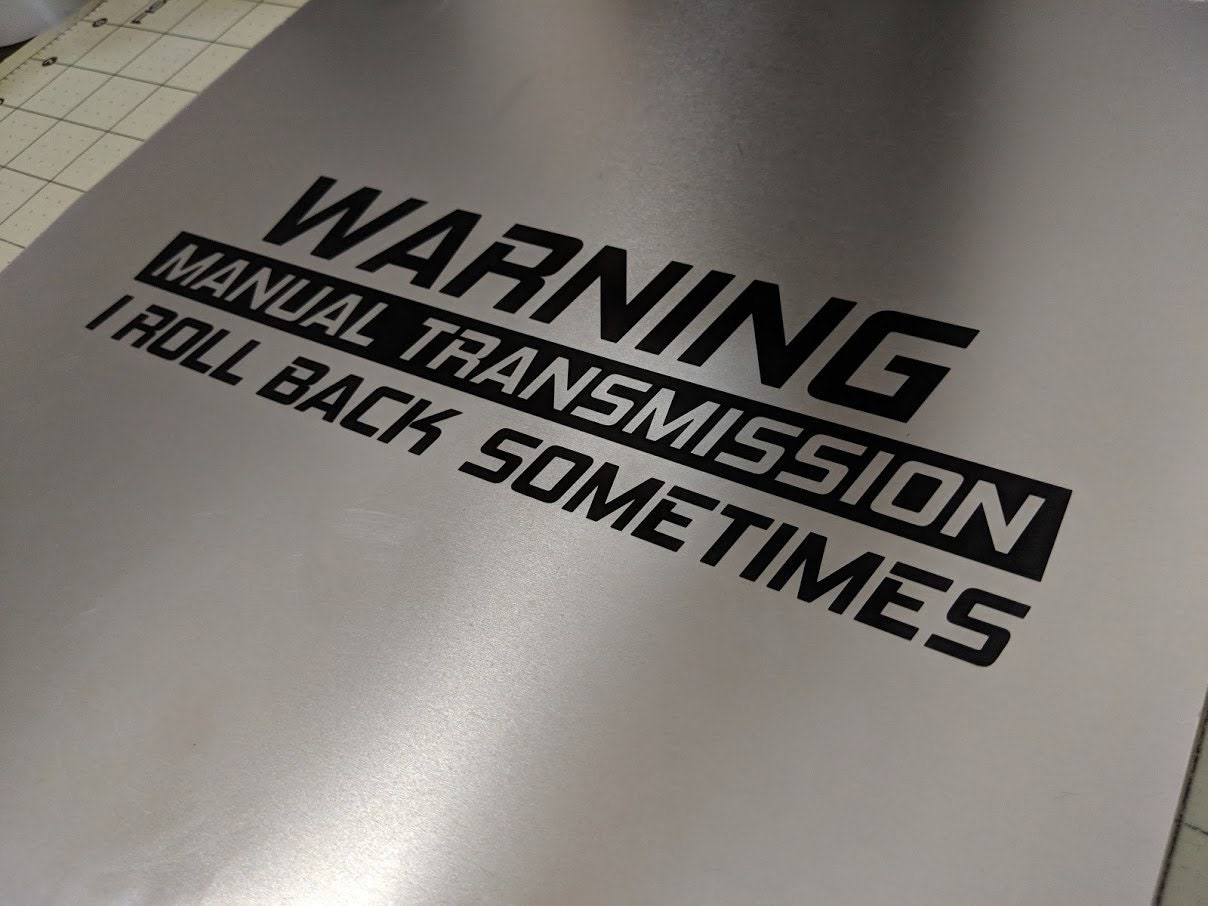 WARNING
MANUAL TRANSMISSION
I ROLL BACK SOMETIMES